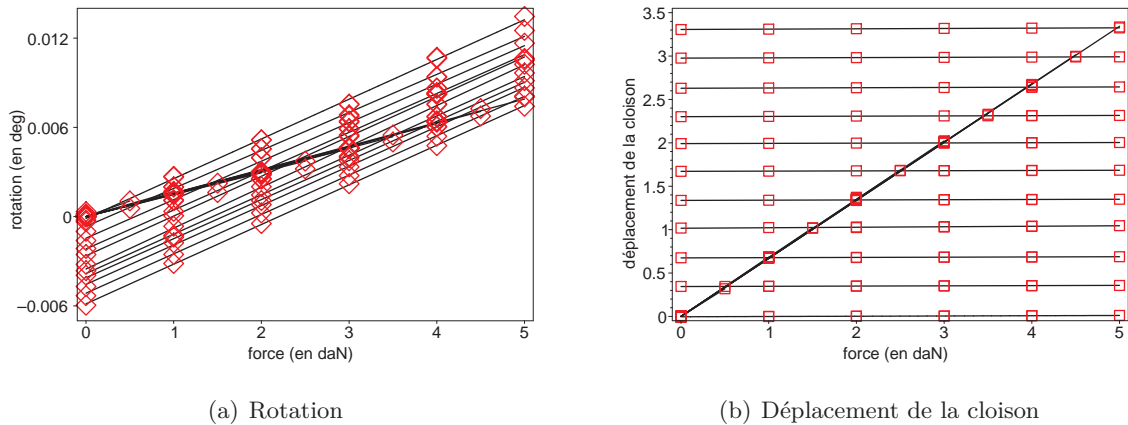 0.012
0.006
0
−0.006
rotation (en deg)
0 1 2 3 4 5
force (en daN)
3.5
3
2.5
2
1.5
1
0.5
0
déplacement de la cloison
0 1 2 3 4 5
force (en daN)
(a) Rotation
(b) Déplacement de la cloison